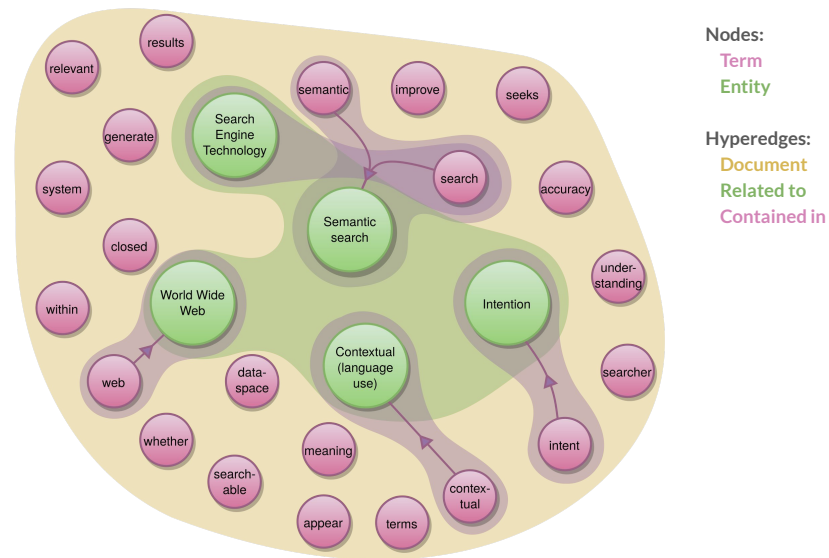 results
relevant
semantic
improve
seeks
Search
Engine
Technology
generate
search
system
accuracy
Semantic
search
closed
under-
standing
World Wide
Web
Intention
within
Contextual
(language
use)
web
data-
space
searcher
whether
meaning
intent
search-
able
contex-
tual
appear
terms
Nodes:
Term
Entity
Hyperedges:
Document
Related to
Contained in